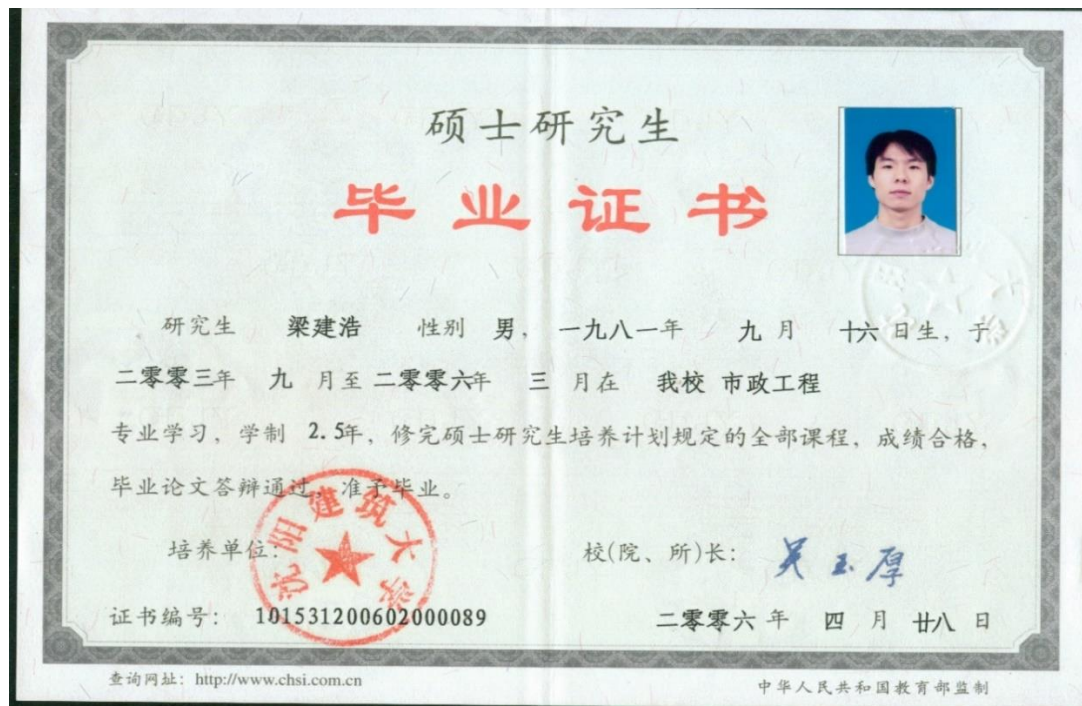 硕士研究生
毕业证书
研究生 梁建浩 性别 男, 一九八一年 九月 十六日生, 于
二零零三年 九 月至 二零零六年 三 月在 我校 市政工程
专业学习, 学制 2.5年, 修完硕士研究生培养计划规定的全部课程, 成绩合格,
毕业论文答辩通过, 准予毕业。
沈阳建筑大学
培养单位: 校(院、所)长: 吴玉厚
证书编号: 101531200602000089 二零零六年 四月 廿八日
查询网址: http://www.chsi.com.cn 中华人民共和国教育部监制